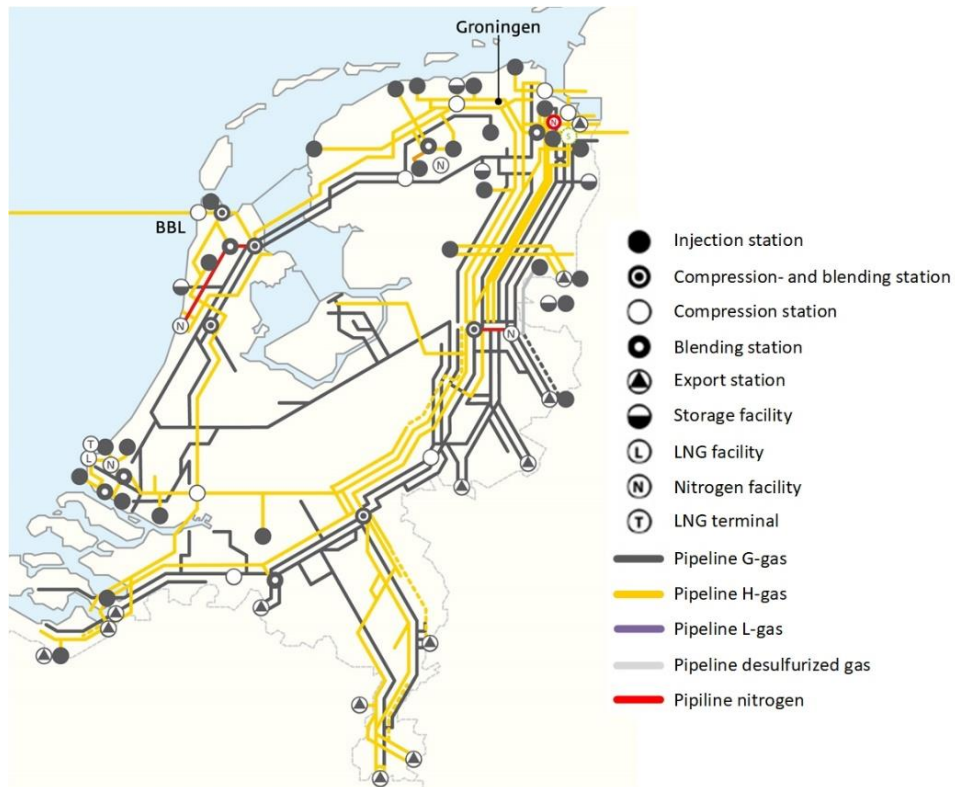 Groningen
BBL
N
S
N
N
N
T
L
N
Injection station
Compression- and blending station
Compression station
Blending station
Export station
Storage facility
L LNG facility
N Nitrogen facility
T LNG terminal
Pipeline G-gas
Pipeline H-gas
Pipeline L-gas
Pipeline desulfurized gas
Pipiline nitrogen